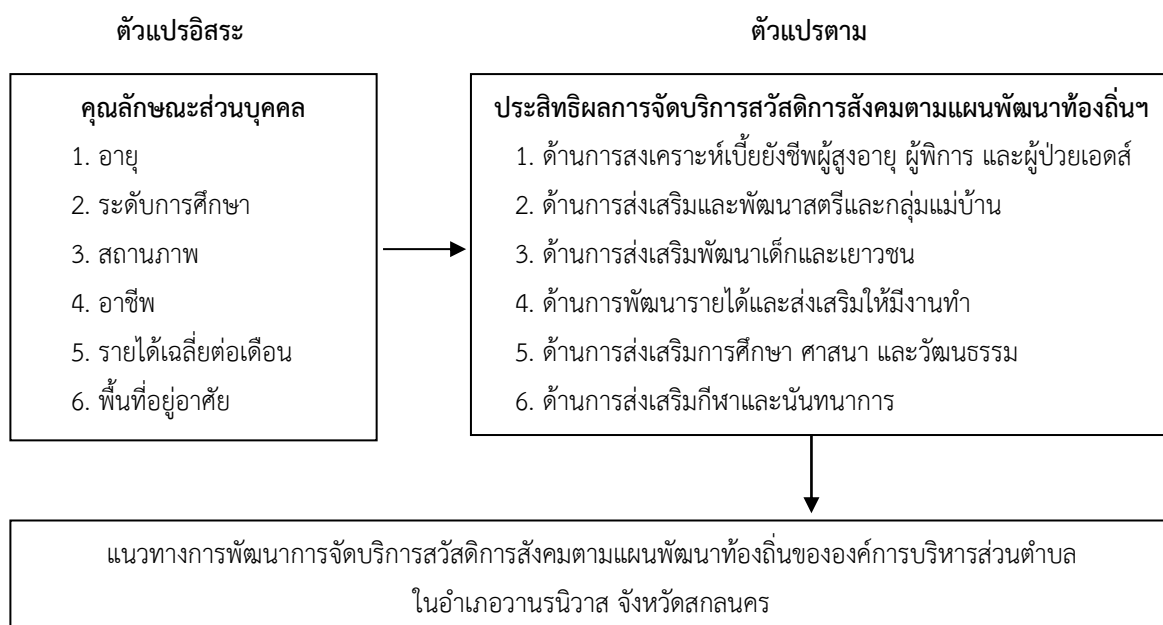 ตัวแปรอิสระ
ตัวแปรตาม
คุณลักษณะส่วนบุคคล
1. อายุ
2. ระดับการศึกษา
3. สถานภาพ
4. อาชีพ
5. รายได้เฉลี่ยต่อเดือน
6. พื้นที่อยู่อาศัย
ประสิทธิผลการจัดบริการสวัสดิการสังคมตามแผนพัฒนาท้องถิ่นฯ
1. ด้านการสงเคราะห์เบี้ยยังชีพผู้สูงอายุ ผู้พิการ และผู้ป่วยเอดส์
2. ด้านการส่งเสริมและพัฒนาสตรีและกลุ่มแม่บ้าน
3. ด้านการส่งเสริมพัฒนาเด็กและเยาวชน
4. ด้านการพัฒนารายได้และส่งเสริมให้มีงานทำ
5. ด้านการส่งเสริมการศึกษา ศาสนา และวัฒนธรรม
6. ด้านการส่งเสริมกีฬาและนันทนาการ
แนวทางการพัฒนาการจัดบริการสวัสดิการสังคมตามแผนพัฒนาท้องถิ่นขององค์การบริหารส่วนตำบล
ในอำเภอวานรนิวาส จังหวัดสกลนคร